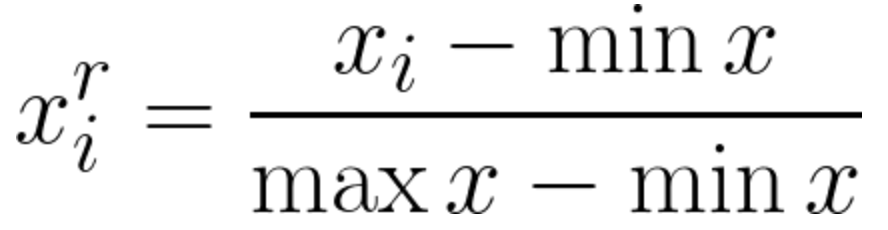 x_i^r = \frac{x_i - \min x}{\max x - \min x}